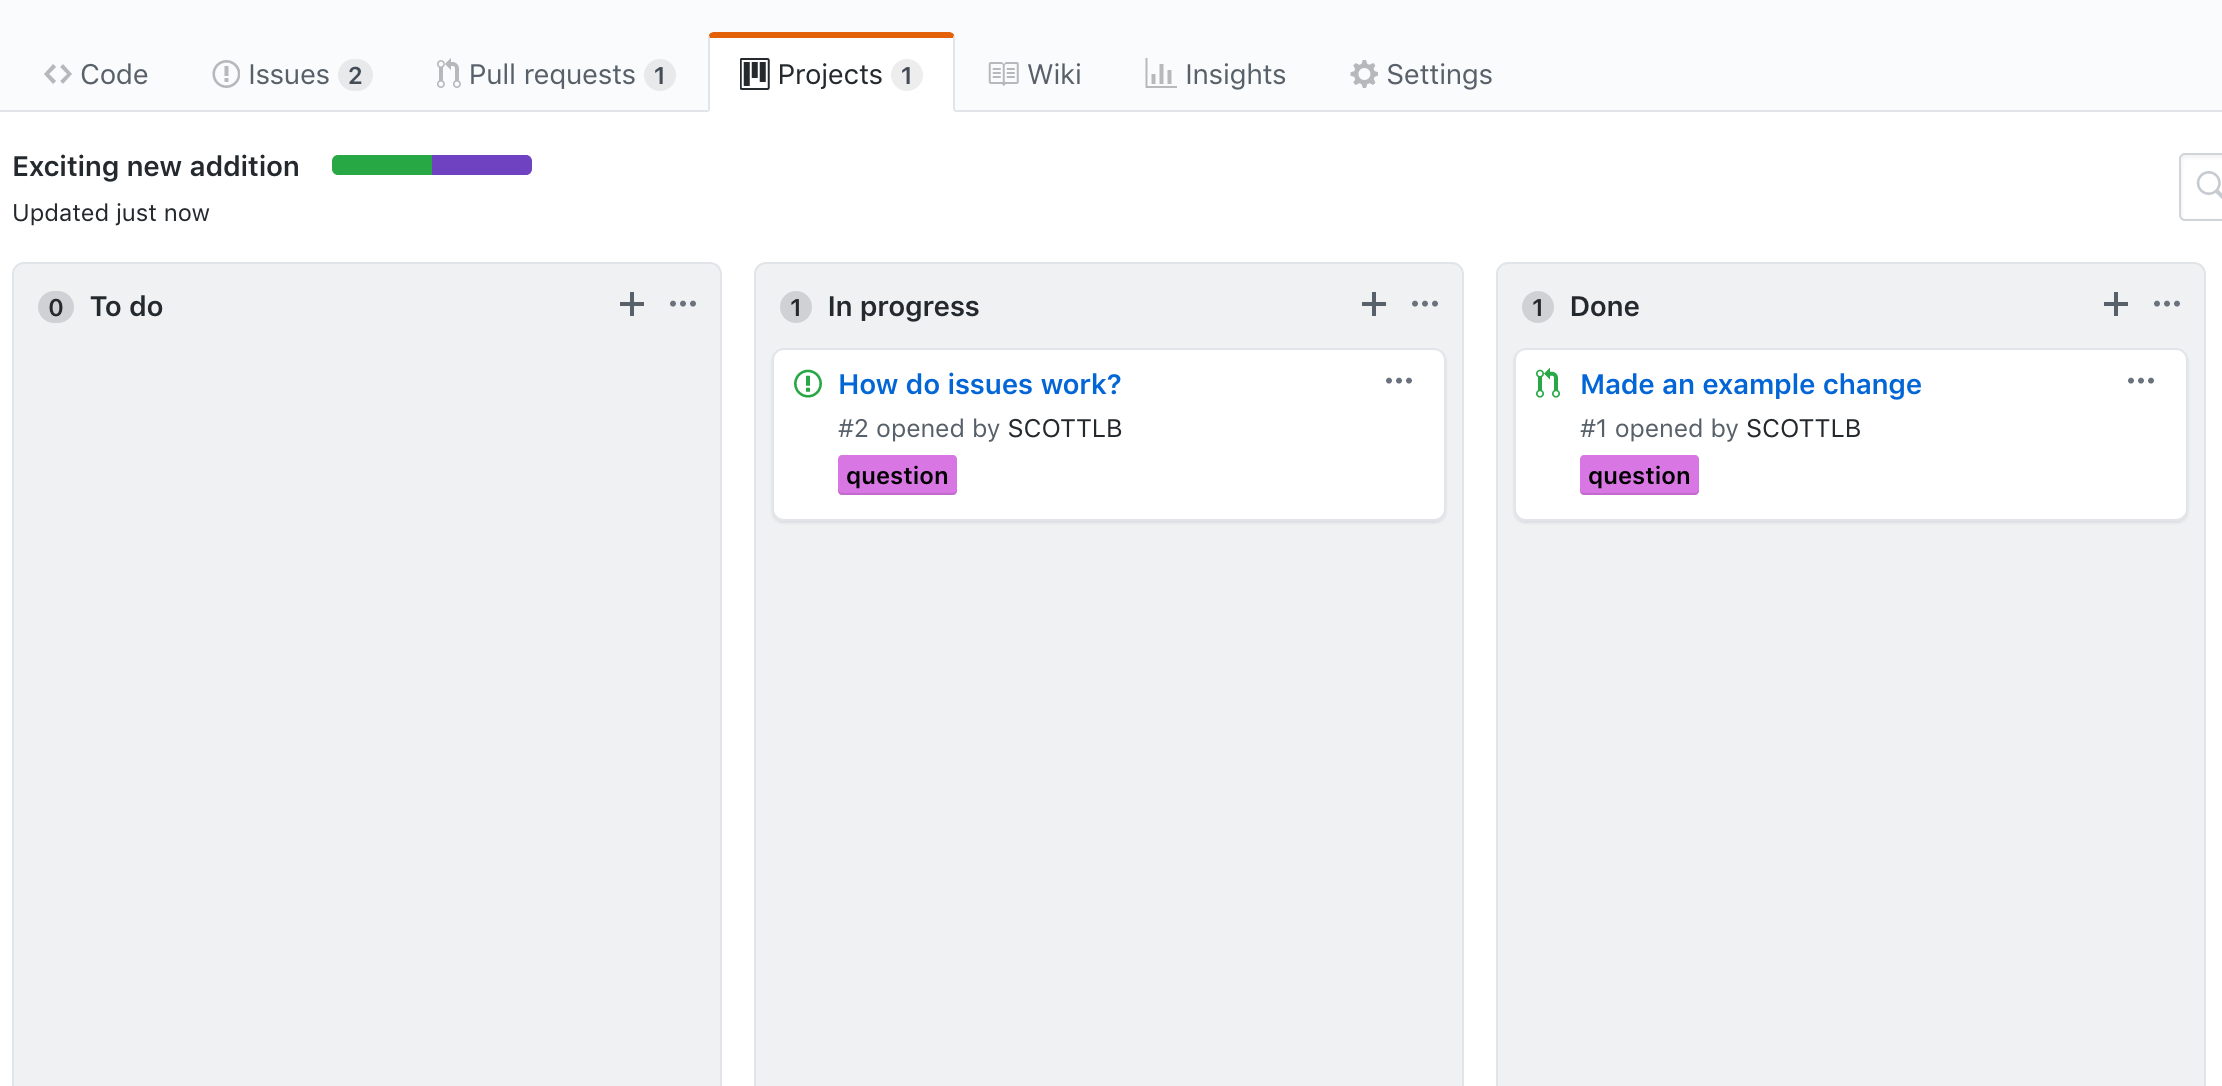 Code Issues 2 Pull requests 1 Projects 1 Wiki Insights Settings
Exciting new addition
Updated just now
0 To do
1 In progress
How do issues work?
#2 opened by SCOTTLB
question
1 Done
Made an example change
#1 opened by SCOTTLB
question